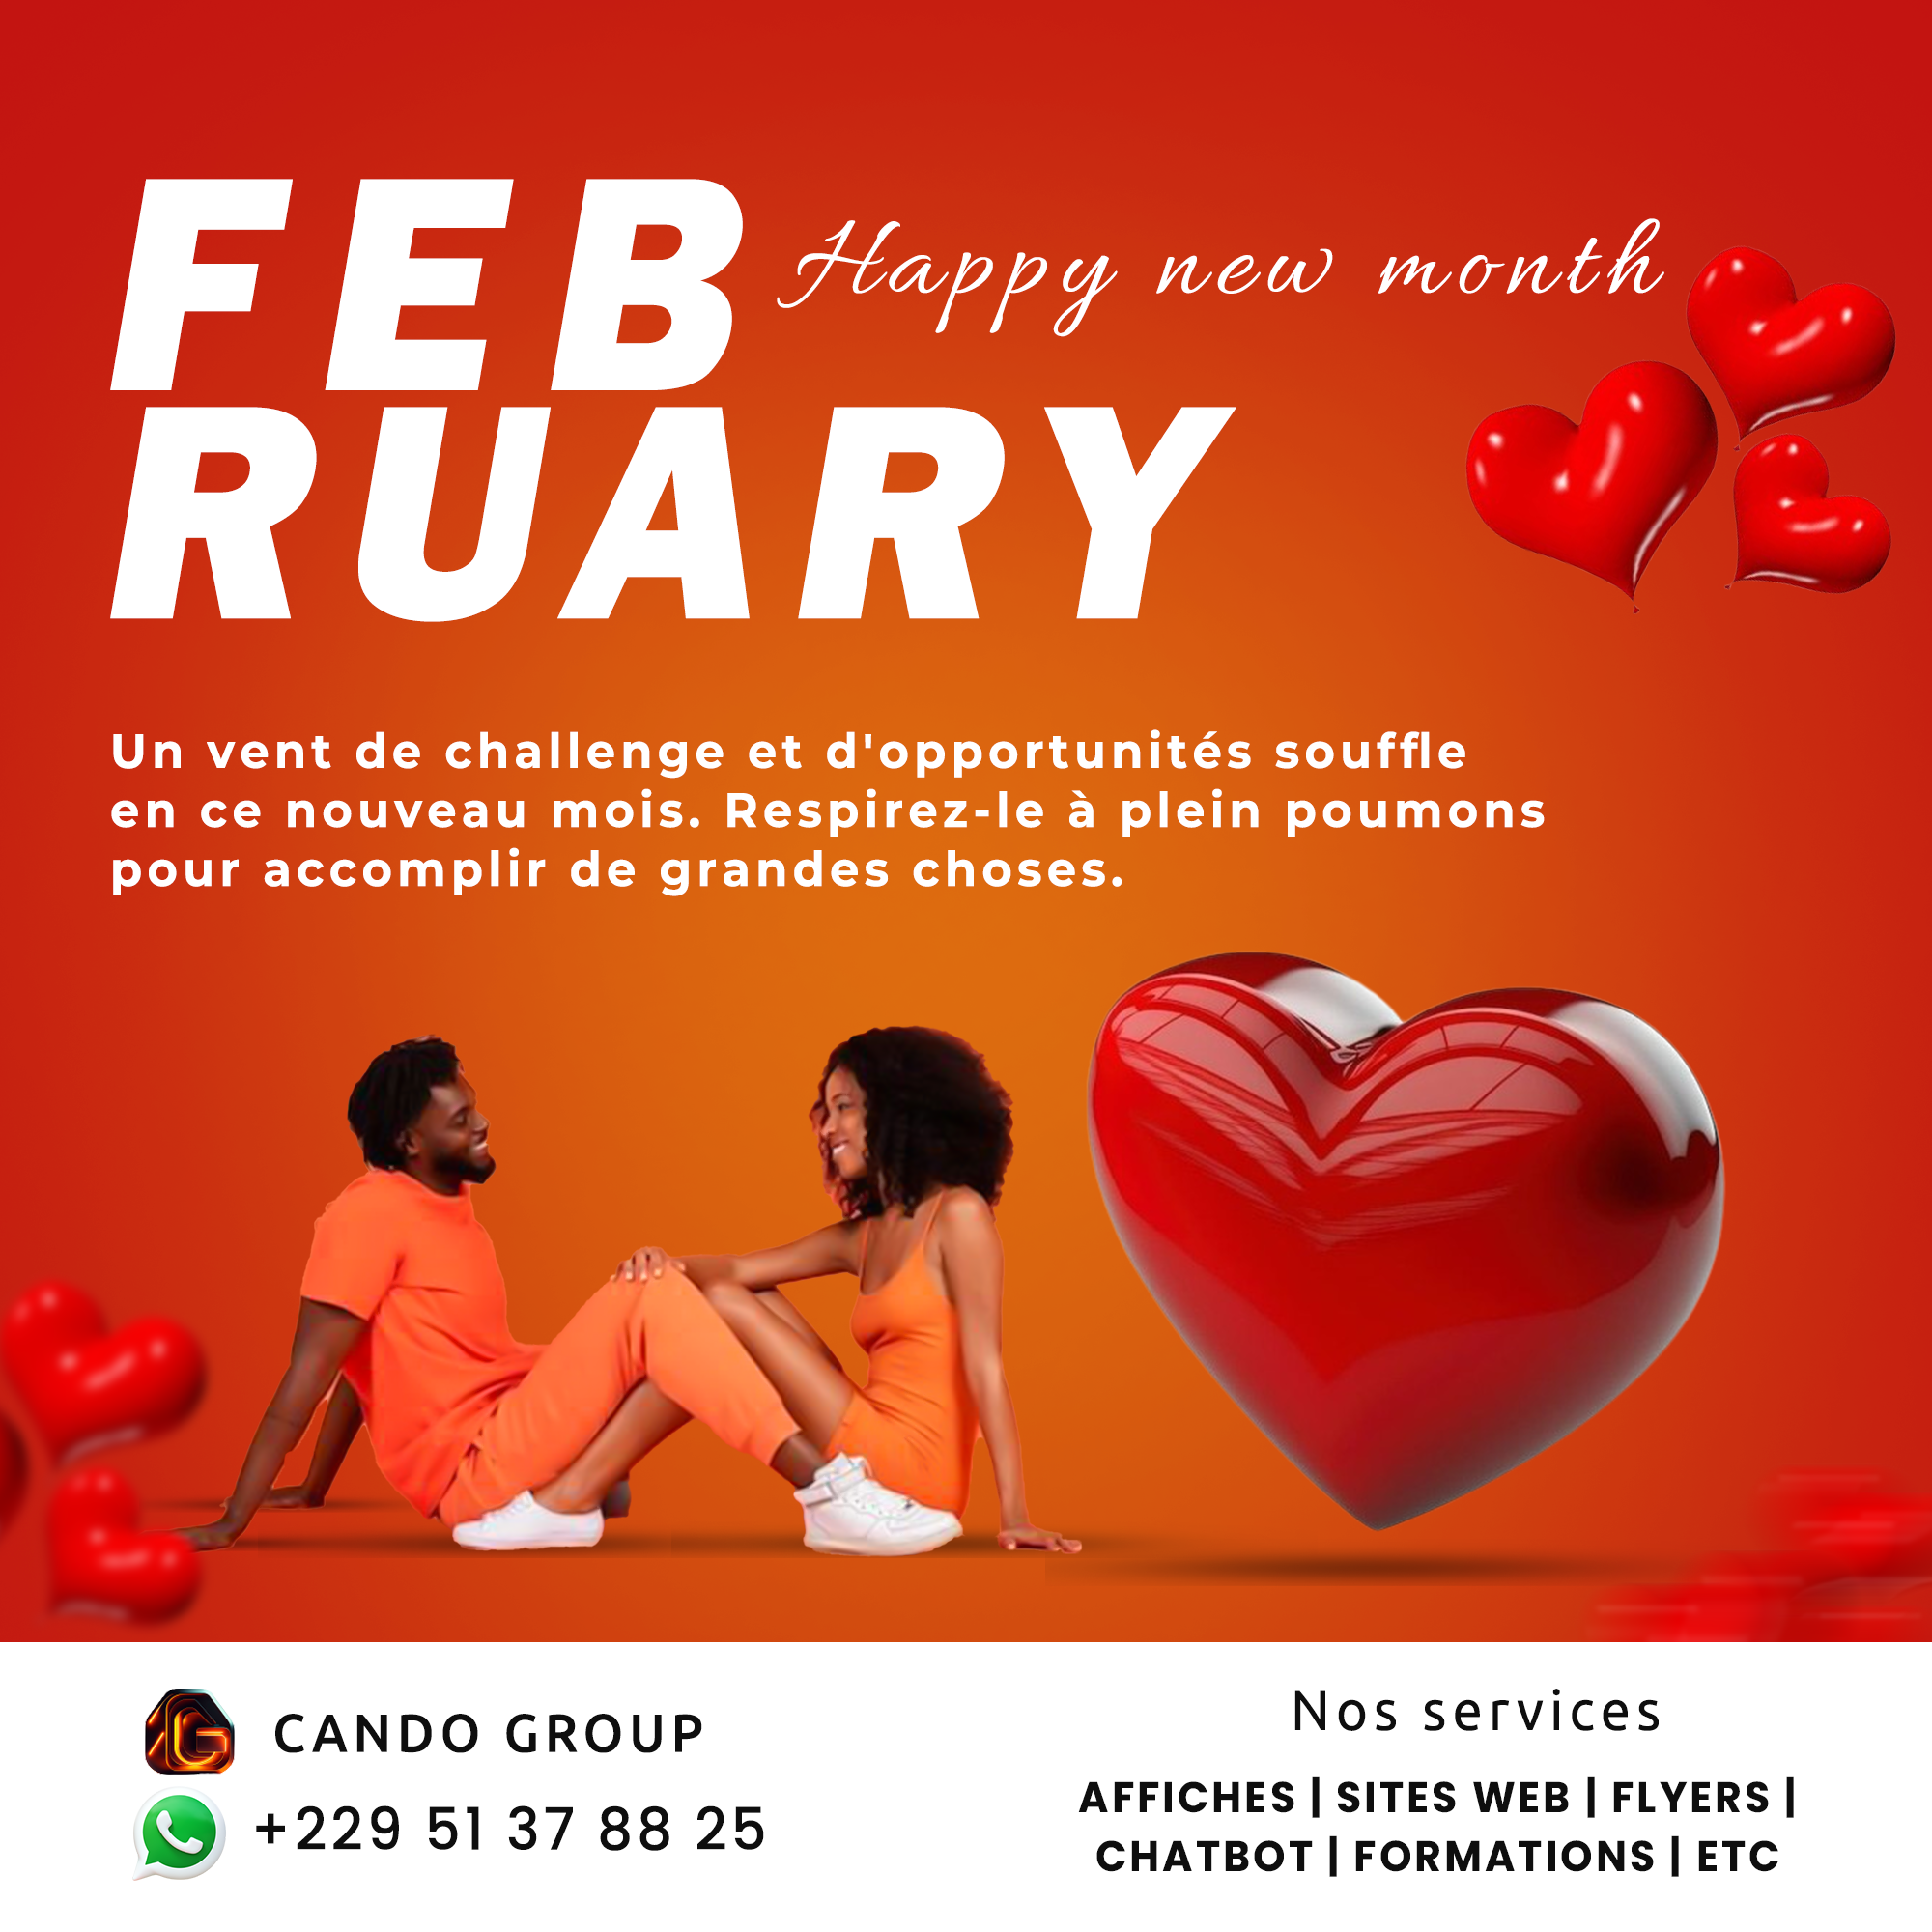 FEB
Happy new month
RUARY
Un vent de challenge et d'opportunités souffle
en ce nouveau mois. Respirez-le à plein poumons
pour accomplir de grandes choses.
CANDO GROUP
+229 51 37 88 25
Nos services
AFFICHES | SITES WEB | FLYERS |
CHATBOT | FORMATIONS | ETC